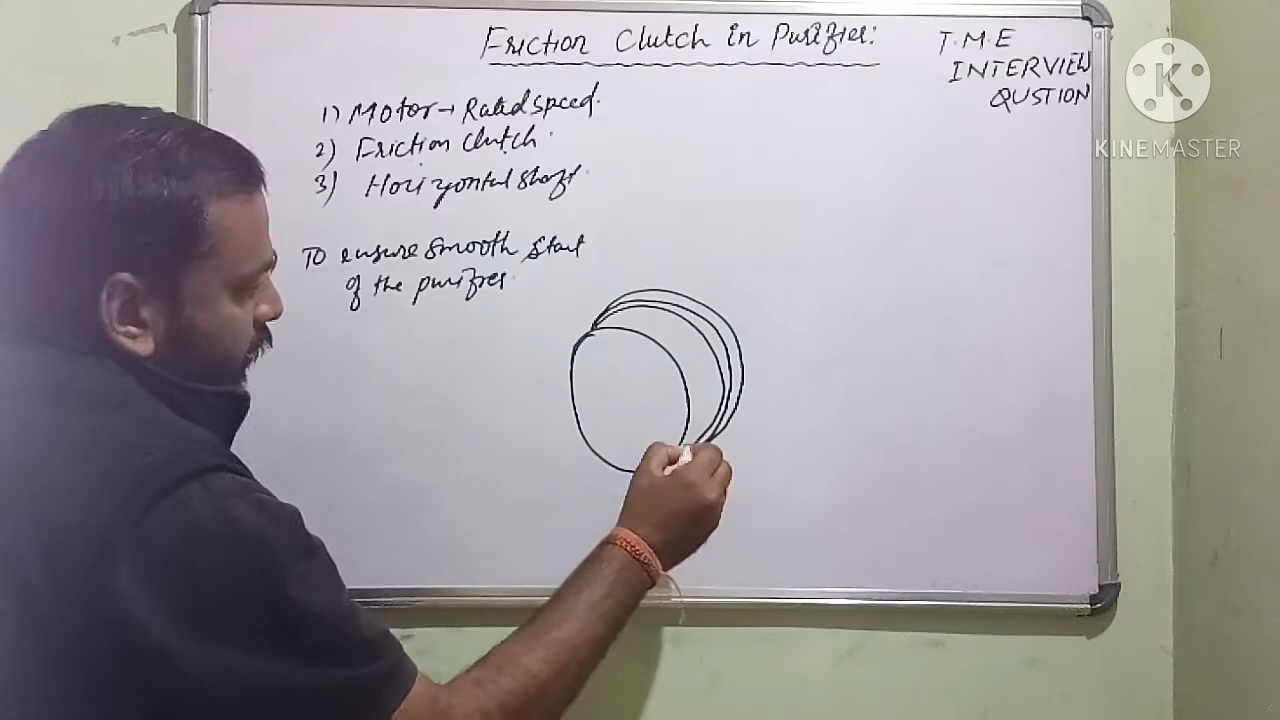 Friction Clutch in Purifier:
T.M.E
INTERVIEW
QUSTION
1) Motor → Rated speed.
2) Friction Clutch.
3) Horizontal shaft.
To ensure smooth start
of the purifres.
K
KINEMASTER